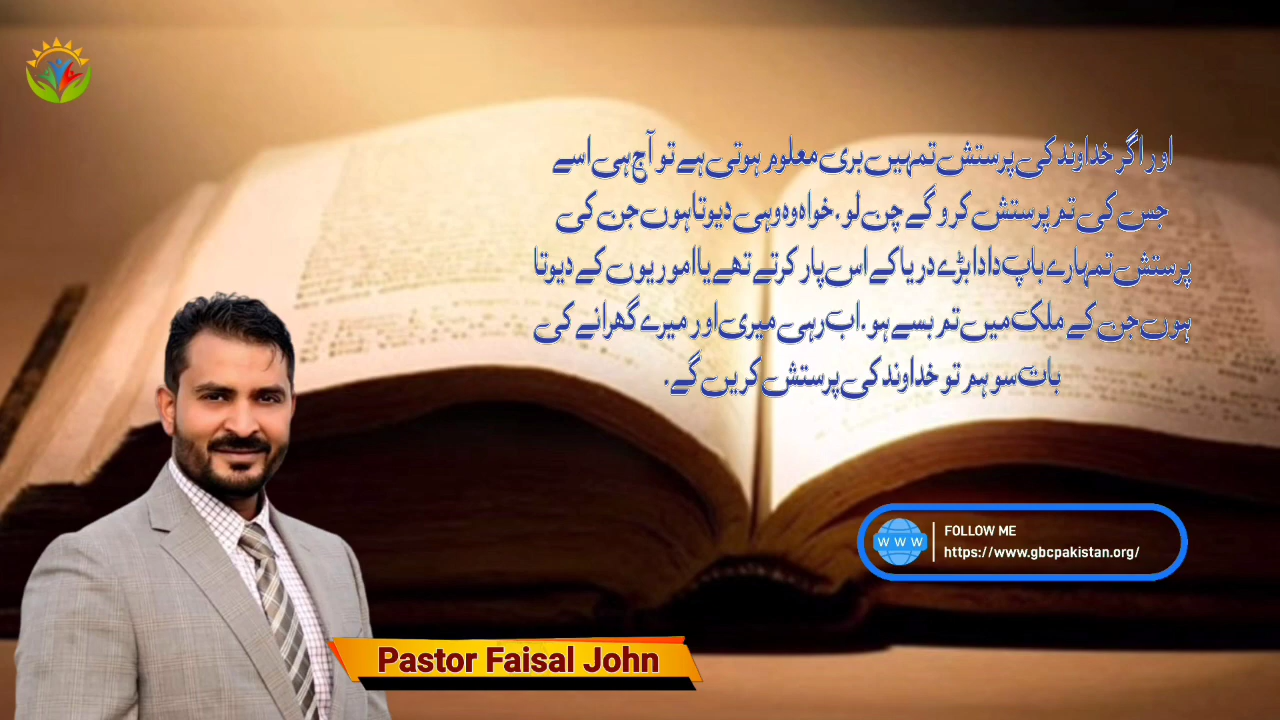 اور اگر خداوند کی پرستش تمہیں بری معلوم ہوتی ہے تو آج ہی اسے
جس کی تم پرستش کرو گے چن لو. خواہ وہ وہی دیوتا ہوں جن کی
پرستش تمہارے باپ دادا بڑے دریا کے اس پار کرتے تھے یا اموریوں کے دیوتا
ہوں جن کے ملک میں تم بسے ہو. اب رہی میری اور میرے گھرانے کی
بات سو ہم تو خداوند کی پرستش کریں گے.
W W W
FOLLOW ME
https://www.gbcpakistan.org/
Pastor Faisal John